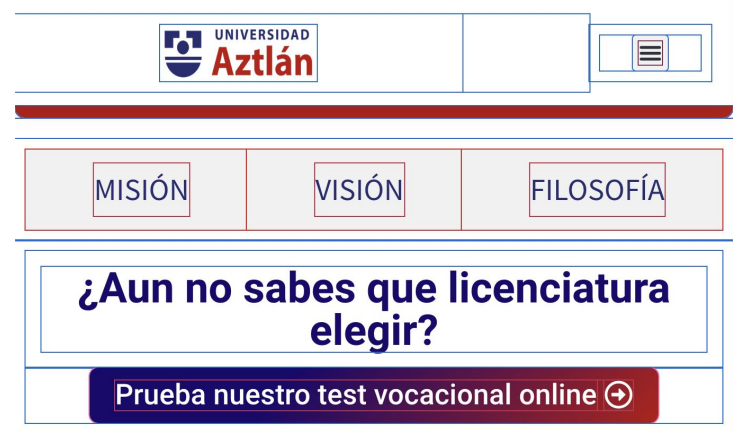 UNIVERSIDAD
Aztlán
MISIÓN VISIÓN FILOSOFÍA
¿Aun no sabes que licenciatura
elegir?
Prueba nuestro test vocacional online